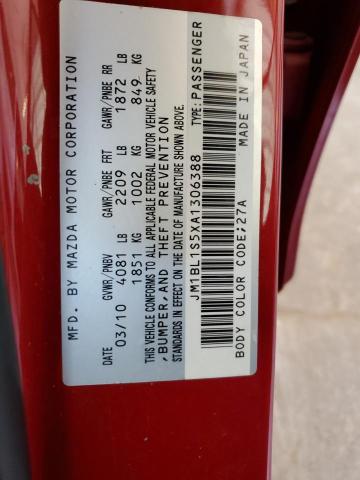 MFD. BY MAZDA MOTOR CORPORATION
DATE GVWR/PNBV GAWR/PNBE FRT GAWR/PNBE RR
03/10 4081 LB 2209 LB 1872 LB
1851 KG 1002 KG 849 KG
THIS VEHICLE CONFORMS TO ALL APPLICABLE FEDERAL MOTOR VEHICLE SAFETY
, BUMPER, AND THEFT PREVENTION
STANDARDS IN EFFECT ON THE DATE OF MANUFACTURE SHOWN ABOVE.
JM1BL1S5XA1306388 TYPE: PASSENGER
BODY COLOR CODE;27A MADE IN JAPAN